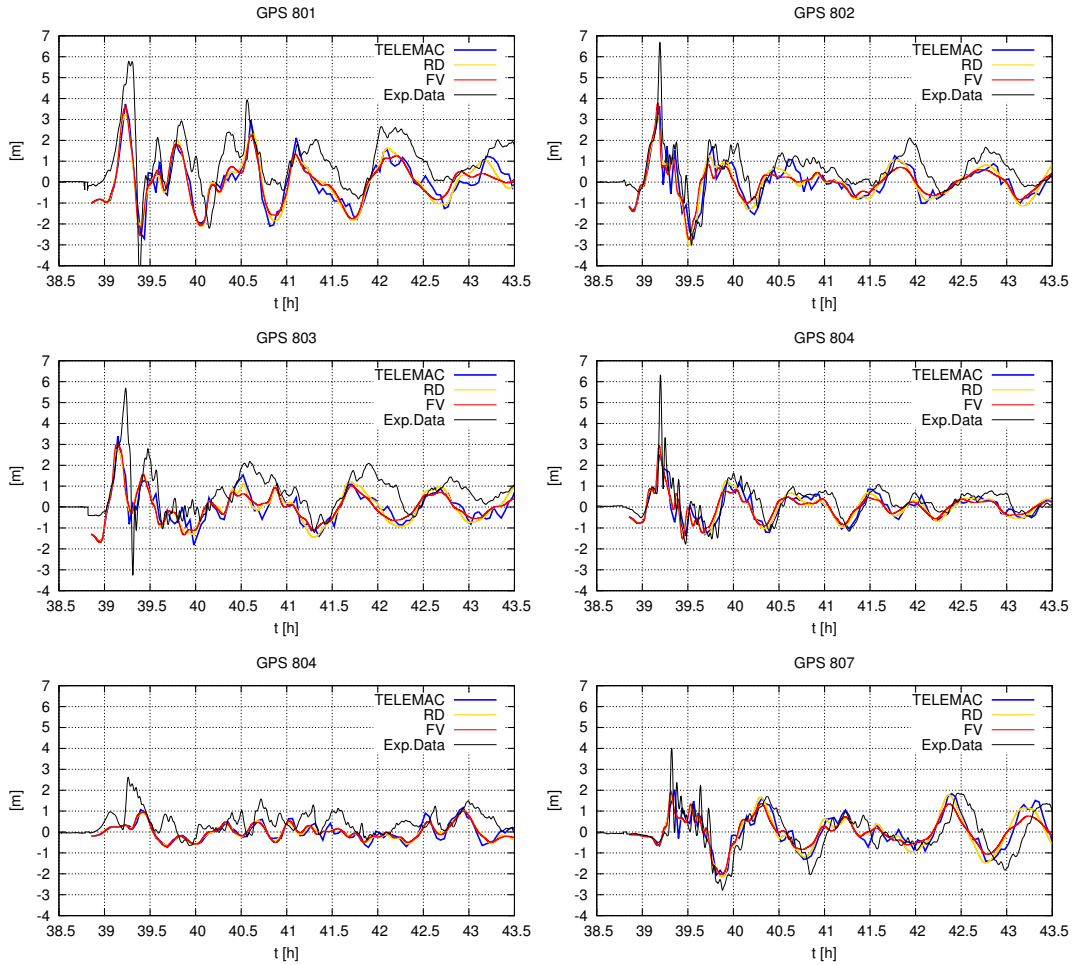 GPS 801
7
6
5
4
3
2
1
0
-1
-2
-3
-4
[m]
38.5 39 39.5 40 40.5 41 41.5 42 42.5 43 43.5
t [h]
TELEMAC
RD
FV
Exp.Data
GPS 802
7
6
5
4
3
2
1
0
-1
-2
-3
-4
[m]
38.5 39 39.5 40 40.5 41 41.5 42 42.5 43 43.5
t [h]
TELEMAC
RD
FV
Exp.Data
GPS 803
7
6
5
4
3
2
1
0
-1
-2
-3
-4
[m]
38.5 39 39.5 40 40.5 41 41.5 42 42.5 43 43.5
t [h]
TELEMAC
RD
FV
Exp.Data
GPS 804
7
6
5
4
3
2
1
0
-1
-2
-3
-4
[m]
38.5 39 39.5 40 40.5 41 41.5 42 42.5 43 43.5
t [h]
TELEMAC
RD
FV
Exp.Data
GPS 804
7
6
5
4
3
2
1
0
-1
-2
-3
-4
[m]
38.5 39 39.5 40 40.5 41 41.5 42 42.5 43 43.5
t [h]
TELEMAC
RD
FV
Exp.Data
GPS 807
7
6
5
4
3
2
1
0
-1
-2
-3
-4
[m]
38.5 39 39.5 40 40.5 41 41.5 42 42.5 43 43.5
t [h]
TELEMAC
RD
FV
Exp.Data